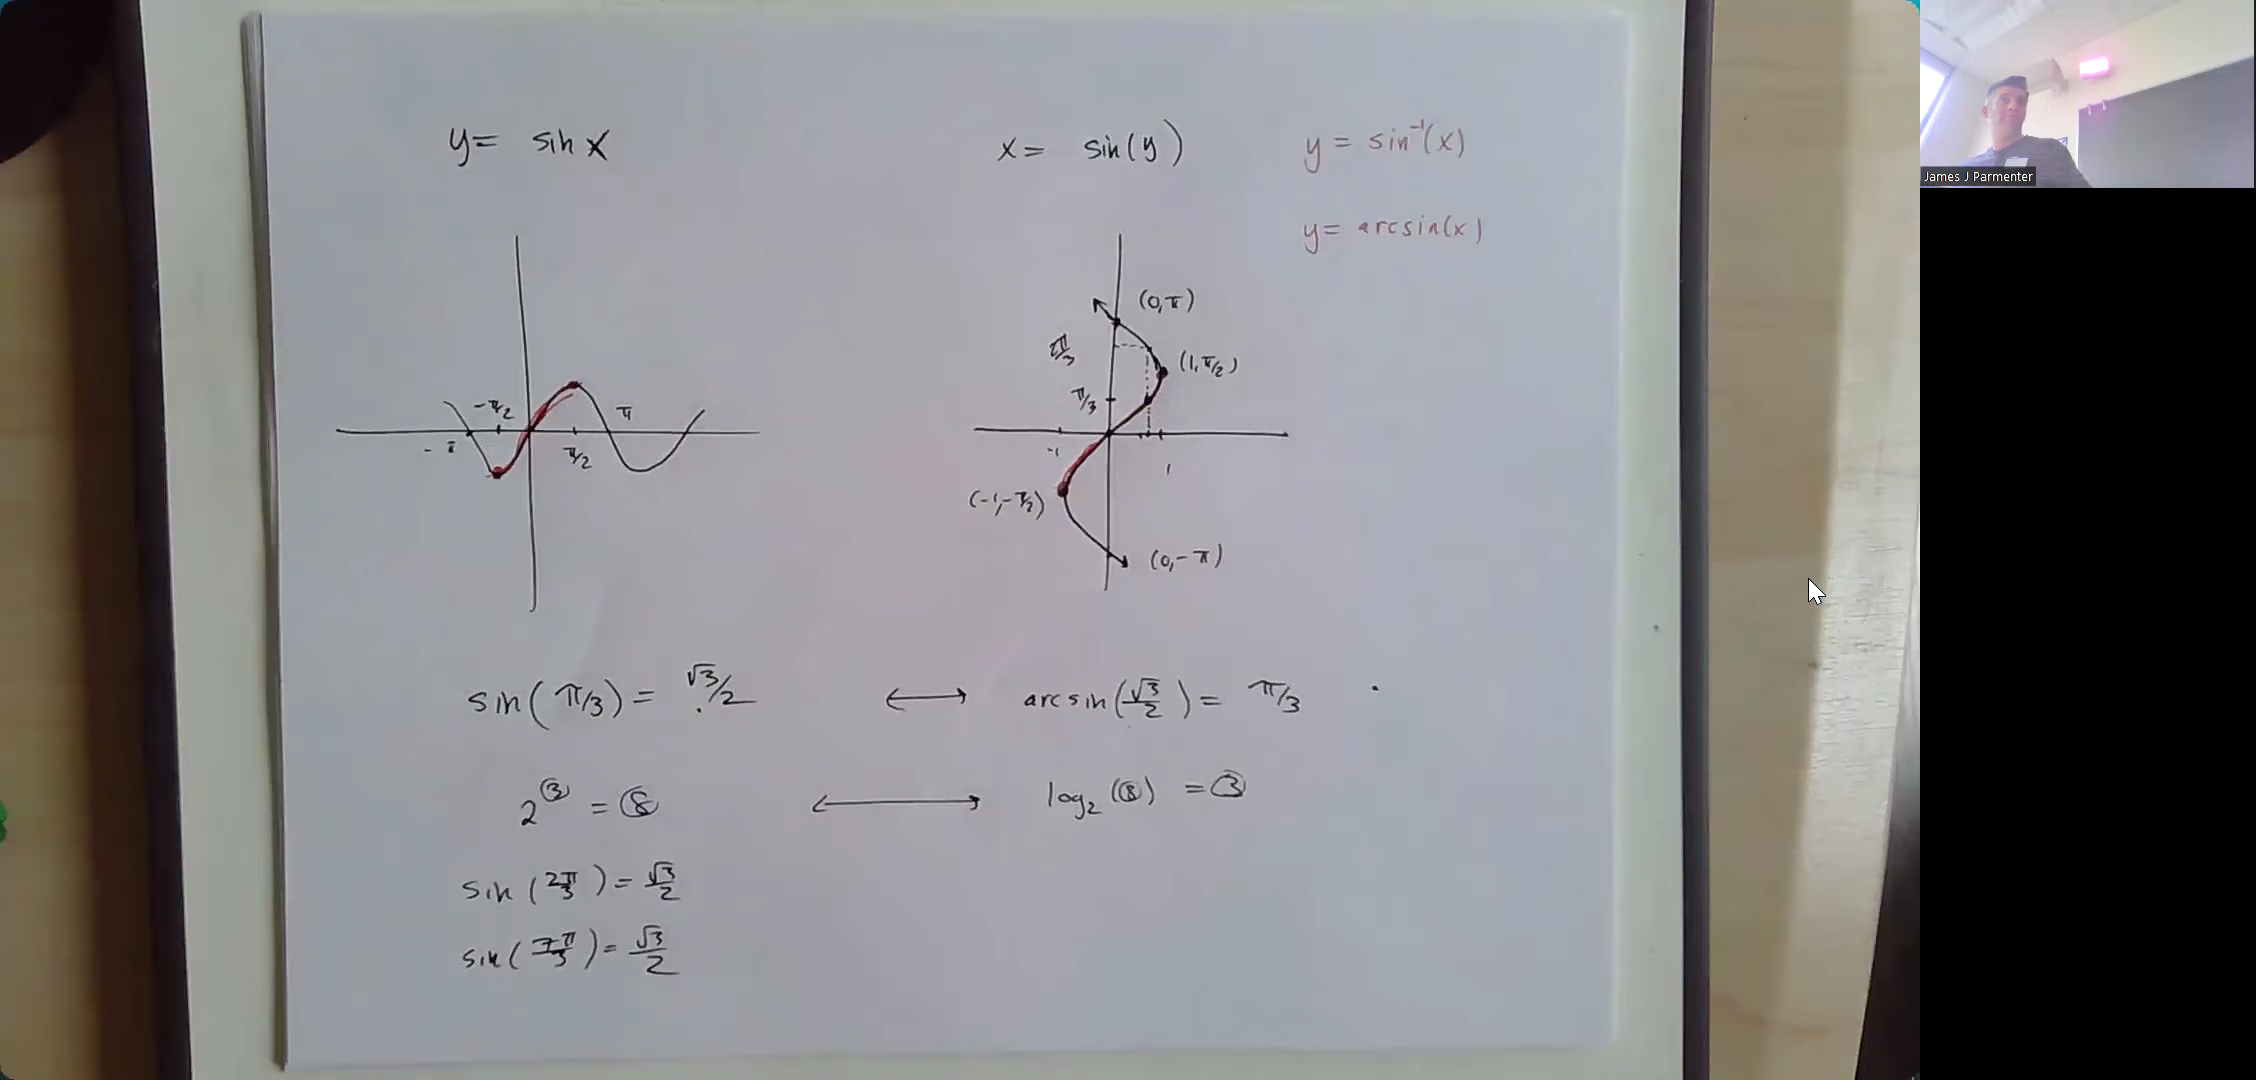 y= sin x
x= sin(y) y = sin⁻¹(x)
y= arcsin(x)
(0,π)
2π/3
(1,π/2)
π/3
-π/2
π
-π
π/2
-1
1
(-1,-π/2)
(0,-π)
sin(π/3) = √3/2 ⟷ arcsin(√3/2) = π/3
2³ = 8 ⟷ log₂(8) = 3
sin(2π/3) = √3/2
sin(7π/3) = √3/2
James J Parmenter